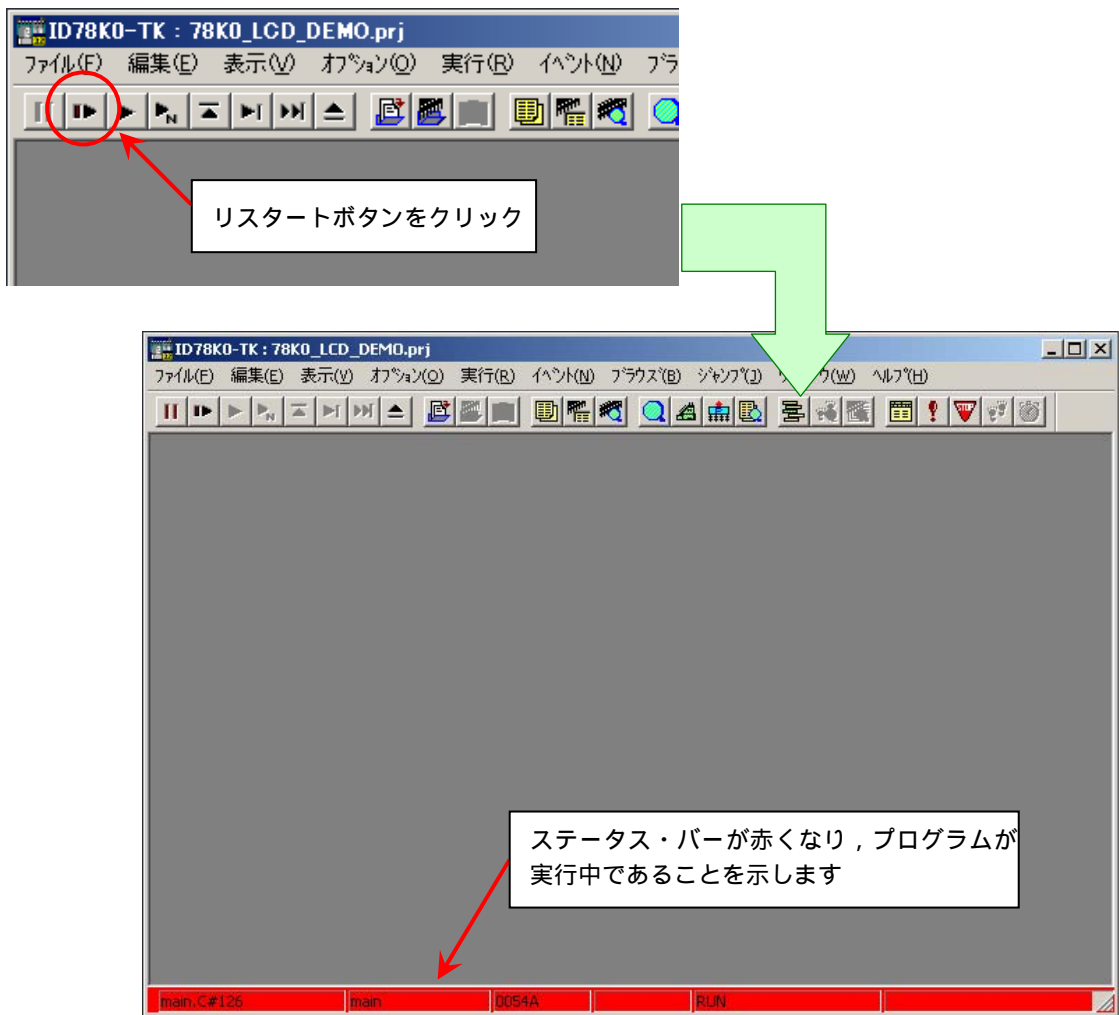 ID78K0-TK : 78K0_LCD_DEMO.prj
ファイル(F) 編集(E) 表示(V) オプション(O) 実行(R) イベント(N) ブラ
N
リスタートボタンをクリック
ID78K0-TK : 78K0_LCD_DEMO.prj
ファイル(F) 編集(E) 表示(V) オプション(O) 実行(R) イベント(N) ブラウズ(B) ジャンプ(J) ウ ウ(W) ヘルプ(H)
N
ステータス・バーが赤くなり，プログラムが
実行中であることを示します
main.C#126 main 0054A RUN